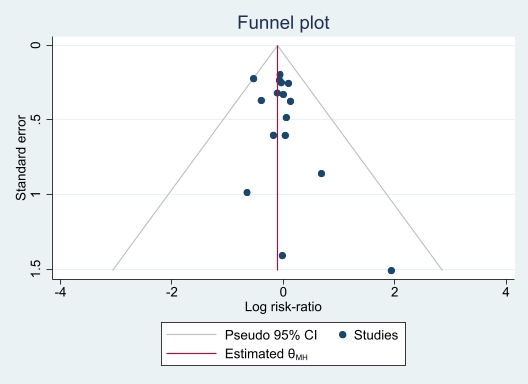 Funnel plot
Standard error
0
.5
1
1.5
-4
-2
0
2
4
Log risk-ratio
Pseudo 95% CI
Studies
Estimated θMH